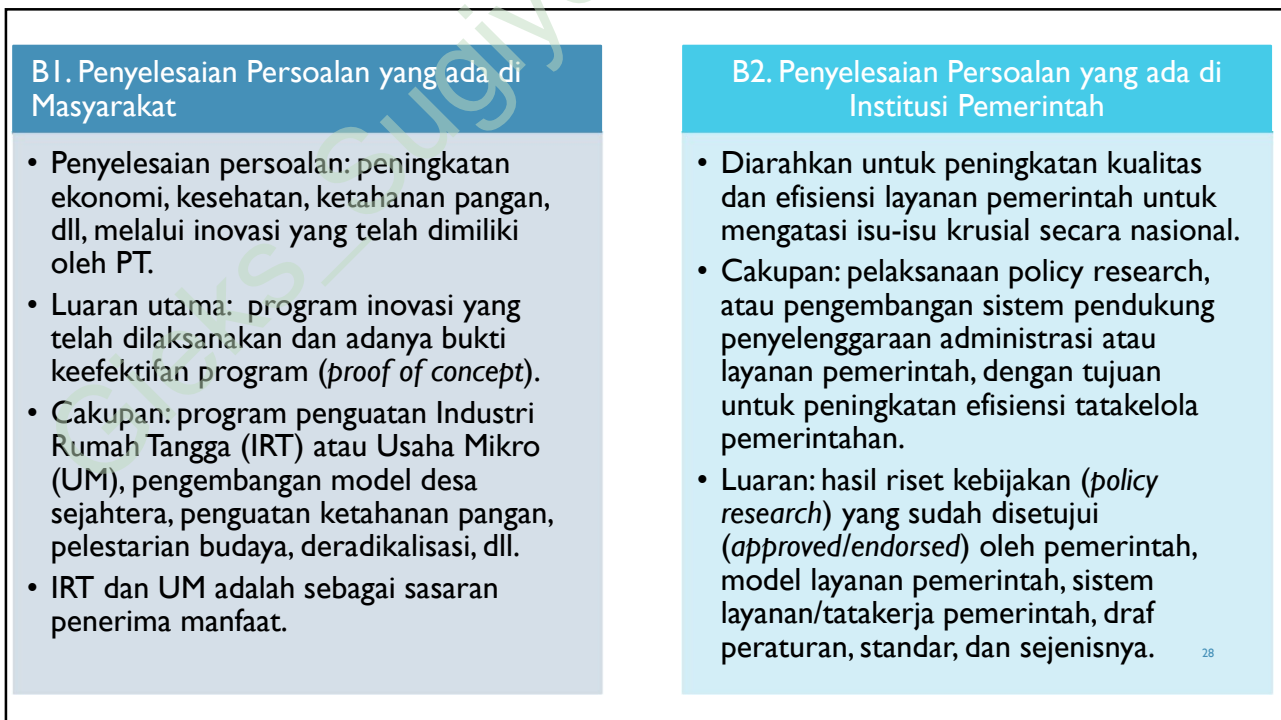 B1. Penyelesaian Persoalan yang ada di
Masyarakat
• Penyelesaian persoalan: peningkatan
ekonomi, kesehatan, ketahanan pangan,
dll, melalui inovasi yang telah dimiliki
oleh PT.
• Luaran utama: program inovasi yang
telah dilaksanakan dan adanya bukti
keefektifan program (proof of concept).
• Cakupan: program penguatan Industri
Rumah Tangga (IRT) atau Usaha Mikro
(UM), pengembangan model desa
sejahtera, penguatan ketahanan pangan,
pelestarian budaya, deradikalisasi, dll.
• IRT dan UM adalah sebagai sasaran
penerima manfaat.
B2. Penyelesaian Persoalan yang ada di
Institusi Pemerintah
• Diarahkan untuk peningkatan kualitas
dan efisiensi layanan pemerintah untuk
mengatasi isu-isu krusial secara nasional.
• Cakupan: pelaksanaan policy research,
atau pengembangan sistem pendukung
penyelenggaraan administrasi atau
layanan pemerintah, dengan tujuan
untuk peningkatan efisiensi tatakelola
pemerintahan.
• Luaran: hasil riset kebijakan (policy
research) yang sudah disetujui
(approved/endorsed) oleh pemerintah,
model layanan pemerintah, sistem
layanan/tatakerja pemerintah, draf
peraturan, standar, dan sejenisnya.
28